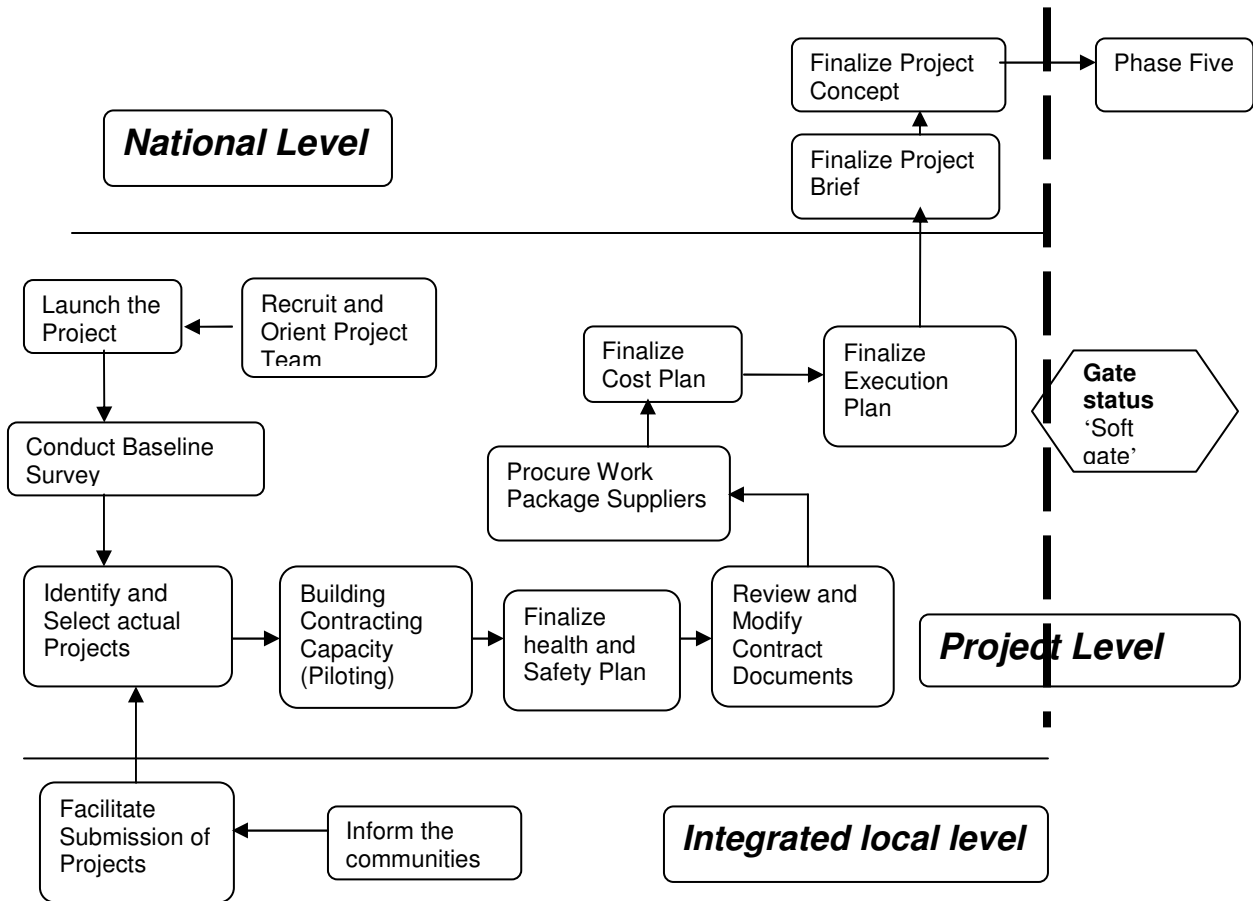 Finalize Project
Concept
Phase Five
National Level
Finalize Project
Brief
Launch the
Project
Recruit and
Orient Project
Team
Finalize
Cost Plan
Finalize
Execution
Plan
Gate
status
‘Soft
gate’
Conduct Baseline
Survey
Procure Work
Package Suppliers
Identify and
Select actual
Projects
Building
Contracting
Capacity
(Piloting)
Finalize
health and
Safety Plan
Review and
Modify
Contract
Documents
Project Level
Facilitate
Submission of
Projects
Inform the
communities
Integrated local level